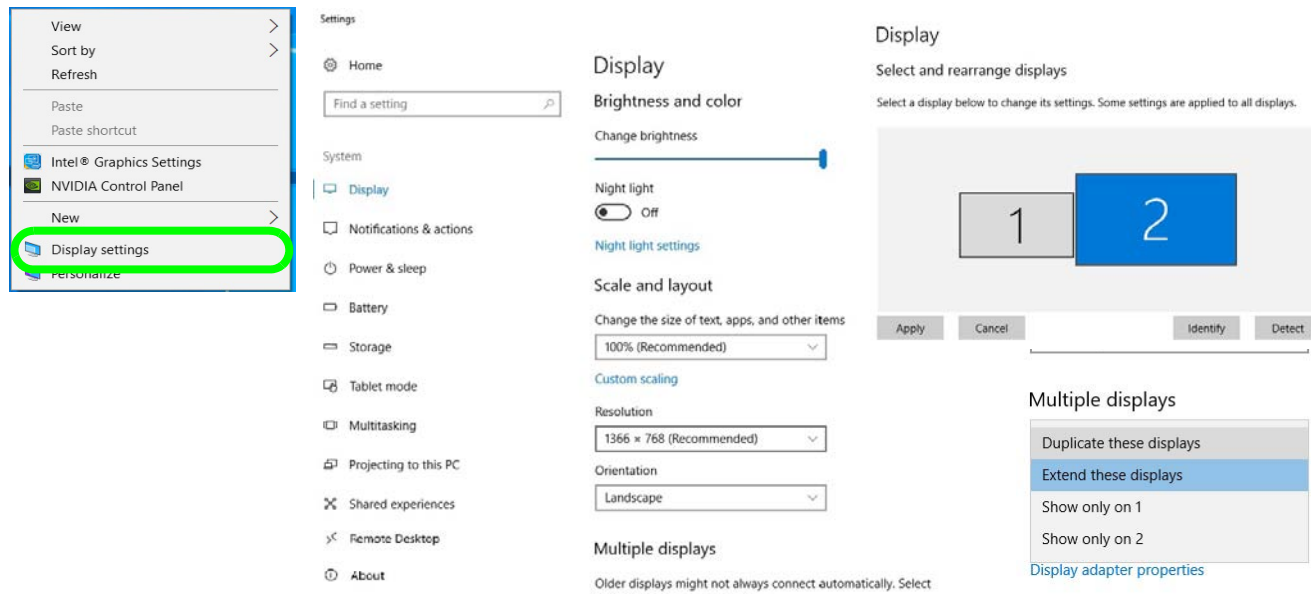 View
Sort by
Refresh
Paste
Paste shortcut
Intel® Graphics Settings
NVIDIA Control Panel
New
Display settings
Personalize
Settings
Home
Find a setting
System
Display
Notifications & actions
Power & sleep
Battery
Storage
Tablet mode
Multitasking
Projecting to this PC
Shared experiences
Remote Desktop
About
Display
Brightness and color
Change brightness
Night light
Off
Night light settings
Scale and layout
Change the size of text, apps, and other items
100% (Recommended)
Custom scaling
Resolution
1366 × 768 (Recommended)
Orientation
Landscape
Multiple displays
Older displays might not always connect automatically. Select
Display
Select and rearrange displays
Select a display below to change its settings. Some settings are applied to all displays.
1 2
Apply Cancel Identify Detect
Multiple displays
Duplicate these displays
Extend these displays
Show only on 1
Show only on 2
Display adapter properties